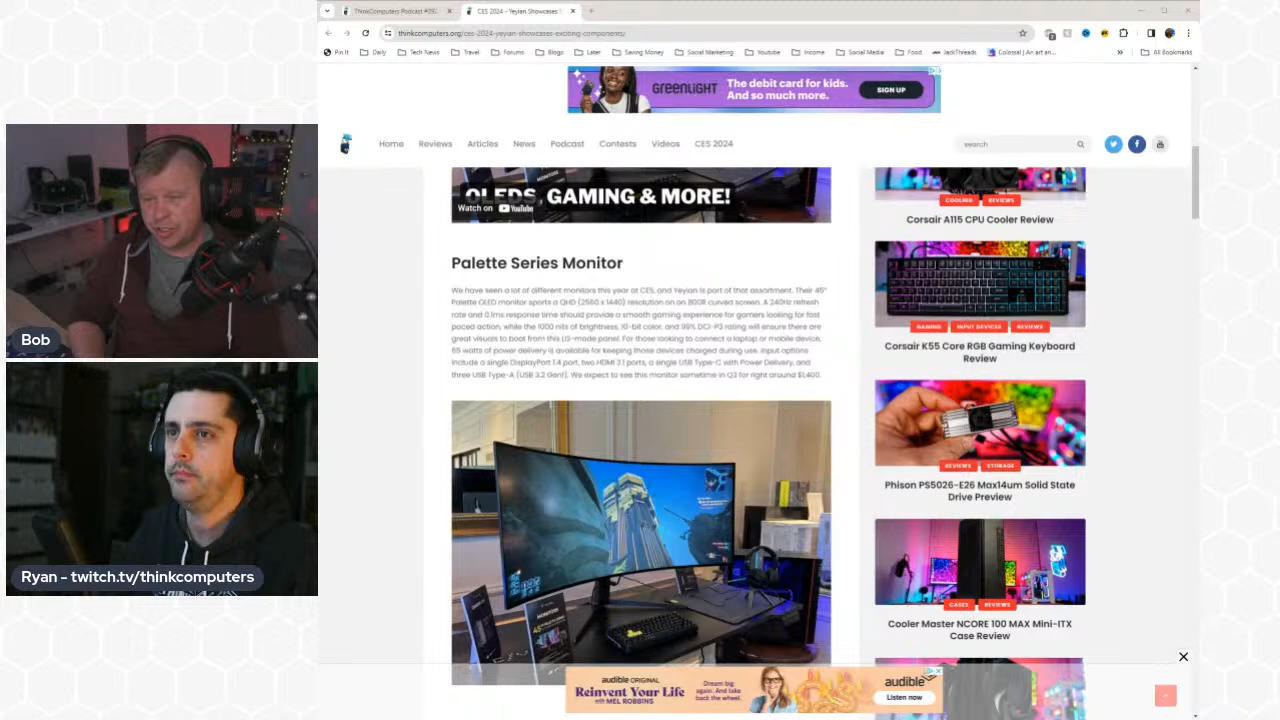 ThinkComputers Podcast #39
CES 2024 - Yeyian Showcases
thinkcomputers.org/ces-2024-yeyian-showcases-exciting-components/
Pin It
Daily
Tech News
Travel
Forums
Blogs
Later
Saving Money
Social Marketing
Youtube
Income
Social Media
Food
JackThreads
Colossal | An art an...
All Bookmarks
GREENLIGHT
The debit card for kids.
And so much more.
SIGN UP
Home
Reviews
Articles
News
Podcast
Contests
Videos
CES 2024
search
OLEDS, GAMING & MORE!
Watch on YouTube
Palette Series Monitor
We have seen a lot of different monitors this year at CES, and Yeyian is part of that assortment. Their 45"
Palette OLED monitor sports a QHD (2560 x 1440) resolution on an 800R curved screen. A 240Hz refresh
rate and 0.1ms response time should provide a smooth gaming experience for gamers looking for fast
paced action, while the 1000 nits of brightness, 10-bit color, and 99% DCI-P3 rating will ensure there are
great visuals to boot from this LG-made panel. For those looking to connect a laptop or mobile device,
65 watts of power delivery is available for keeping those devices charged during use. Input options
include a single DisplayPort 1.4 port, two HDMI 2.1 ports, a single USB Type-C with Power Delivery, and
three USB Type-A (USB 3.2 Gen1). We expect to see this monitor sometime in Q3 for right around $1,400.
MONITORS
45"
COOLING
REVIEWS
Corsair A115 CPU Cooler Review
GAMING
INPUT DEVICES
REVIEWS
Corsair K55 Core RGB Gaming Keyboard
Review
REVIEWS
STORAGE
Phison PS5026-E26 Max14um Solid State
Drive Preview
CASES
REVIEWS
Cooler Master NCORE 100 MAX Mini-ITX
Case Review
Bob
Ryan - twitch.tv/thinkcomputers
audible ORIGINAL
Reinvent Your Life
with MEL ROBBINS
Dream big
again. And take
back the wheel.
audible
Listen now